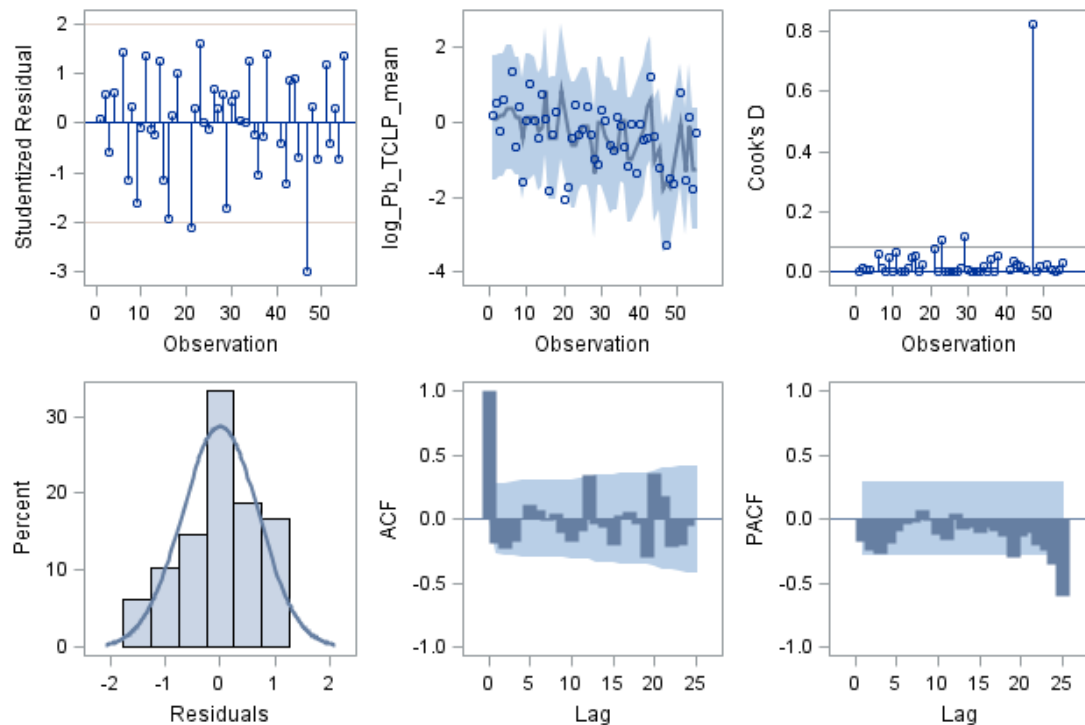 Studentized Residual
2
1
0
-1
-2
-3
0 10 20 30 40 50
Observation
log_Pb_TCLP_mean
2
0
-2
-4
0 10 20 30 40 50
Observation
Cook's D
0.8
0.6
0.4
0.2
0.0
0 10 20 30 40 50
Observation
Percent
30
20
10
0
-2 -1 0 1 2
Residuals
ACF
1.0
0.5
0.0
-0.5
-1.0
0 5 10 15 20 25
Lag
PACF
1.0
0.5
0.0
-0.5
-1.0
0 5 10 15 20 25
Lag